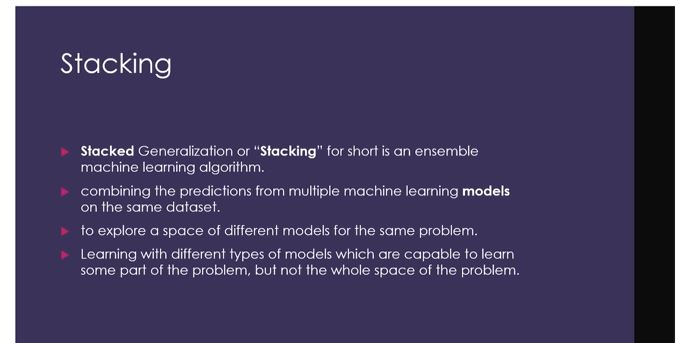 Stacking
Stacked Generalization or “Stacking” for short is an ensemble
machine learning algorithm.
combining the predictions from multiple machine learning models
on the same dataset.
to explore a space of different models for the same problem.
Learning with different types of models which are capable to learn
some part of the problem, but not the whole space of the problem.